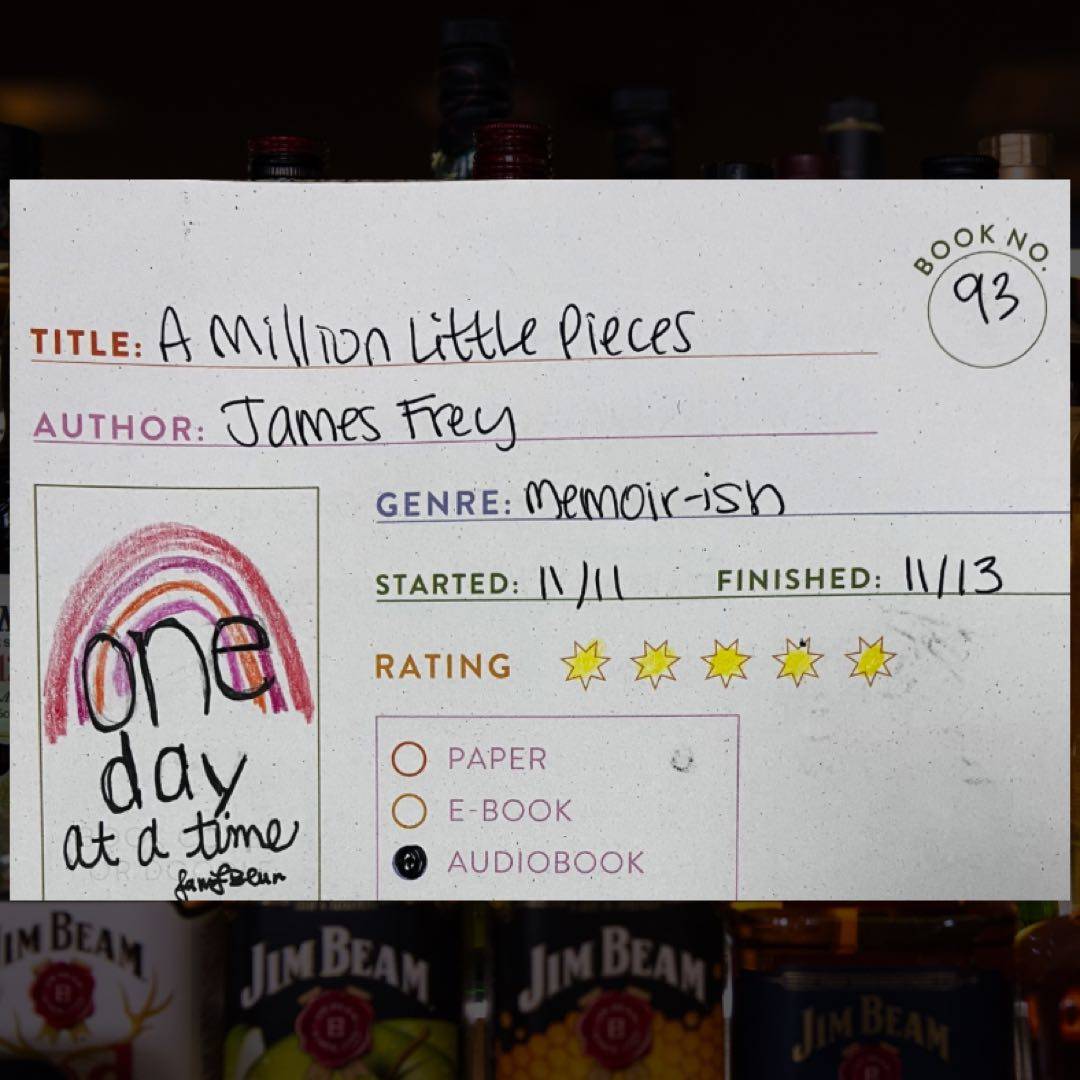 BOOK NO.
93
TITLE: A Million Little Pieces
AUTHOR: James Frey
GENRE: Memoir-ish
STARTED: 11/11 FINISHED: 11/13
RATING
one
day
at a time
PAPER
E-BOOK
AUDIOBOOK
JIM BEAM
JIM BEAM
JIM BEAM
JIM BEAM